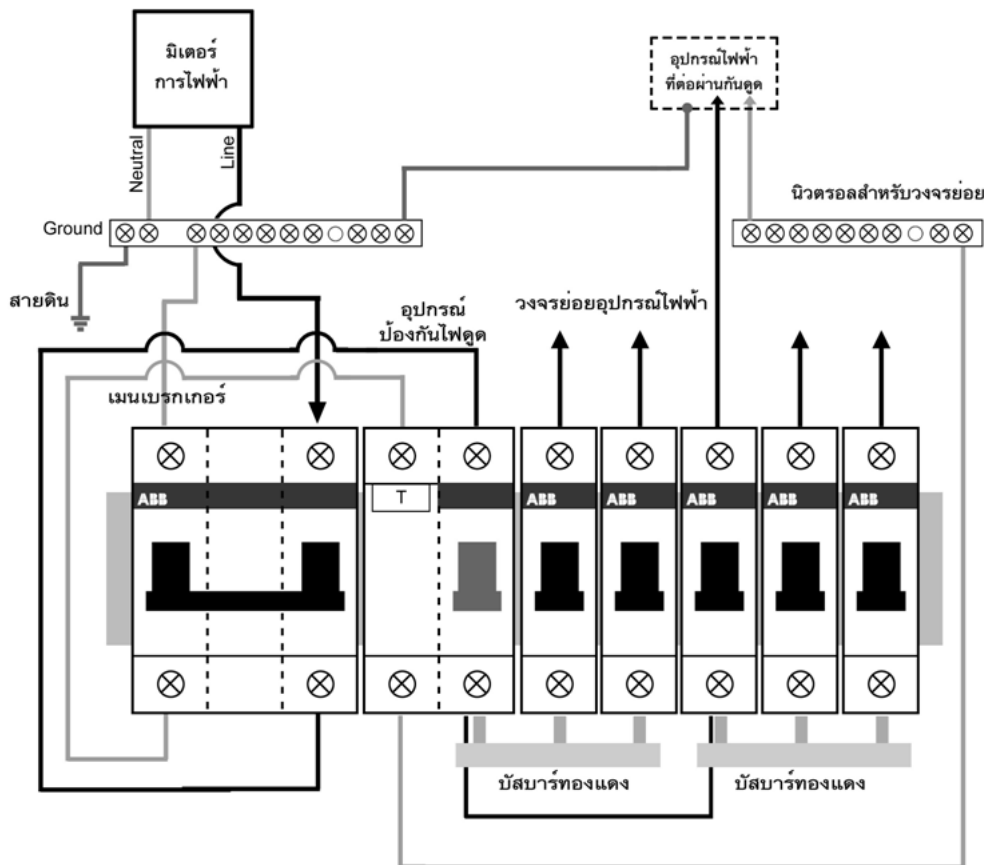 มิเตอร์
การไฟฟ้า
อุปกรณ์ไฟฟ้า
ที่ต่อผ่านกันดูด
Neutral
Line
นิวตรอลสำหรับวงจรย่อย
Ground
สายดิน
อุปกรณ์
ป้องกันไฟดูด
วงจรย่อยอุปกรณ์ไฟฟ้า
เมนเบรกเกอร์
ABB
T
ABB
ABB
ABB
ABB
ABB
บัสบาร์ทองแดง
บัสบาร์ทองแดง